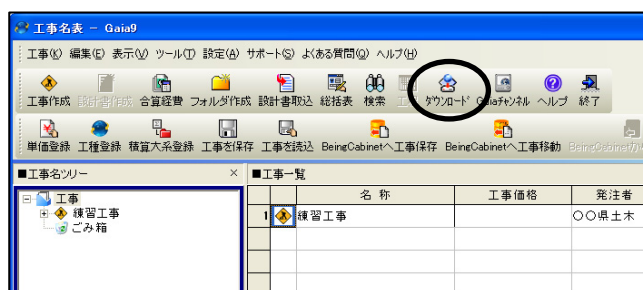 工事名表 － Gaia9
工事(K) 編集(E) 表示(V) ツール(T) 設定(A) サポート(S) よくある質問(Q) ヘルプ(H)
工事作成 設計書作成 合算経費 フォルダ作成 設計書取込 総括表 検索 ダウンロード Gaiaチャンネル ヘルプ 終了
単価登録 工種登録 積算大系登録 工事を保存 工事を読込 BeingCabinetへ工事保存 BeingCabinetへ工事移動
■工事名ツリー × ■工事一覧
工事 名 称 工事価格 発注者
練習工事 1 練習工事 〇〇県土木
ごみ箱